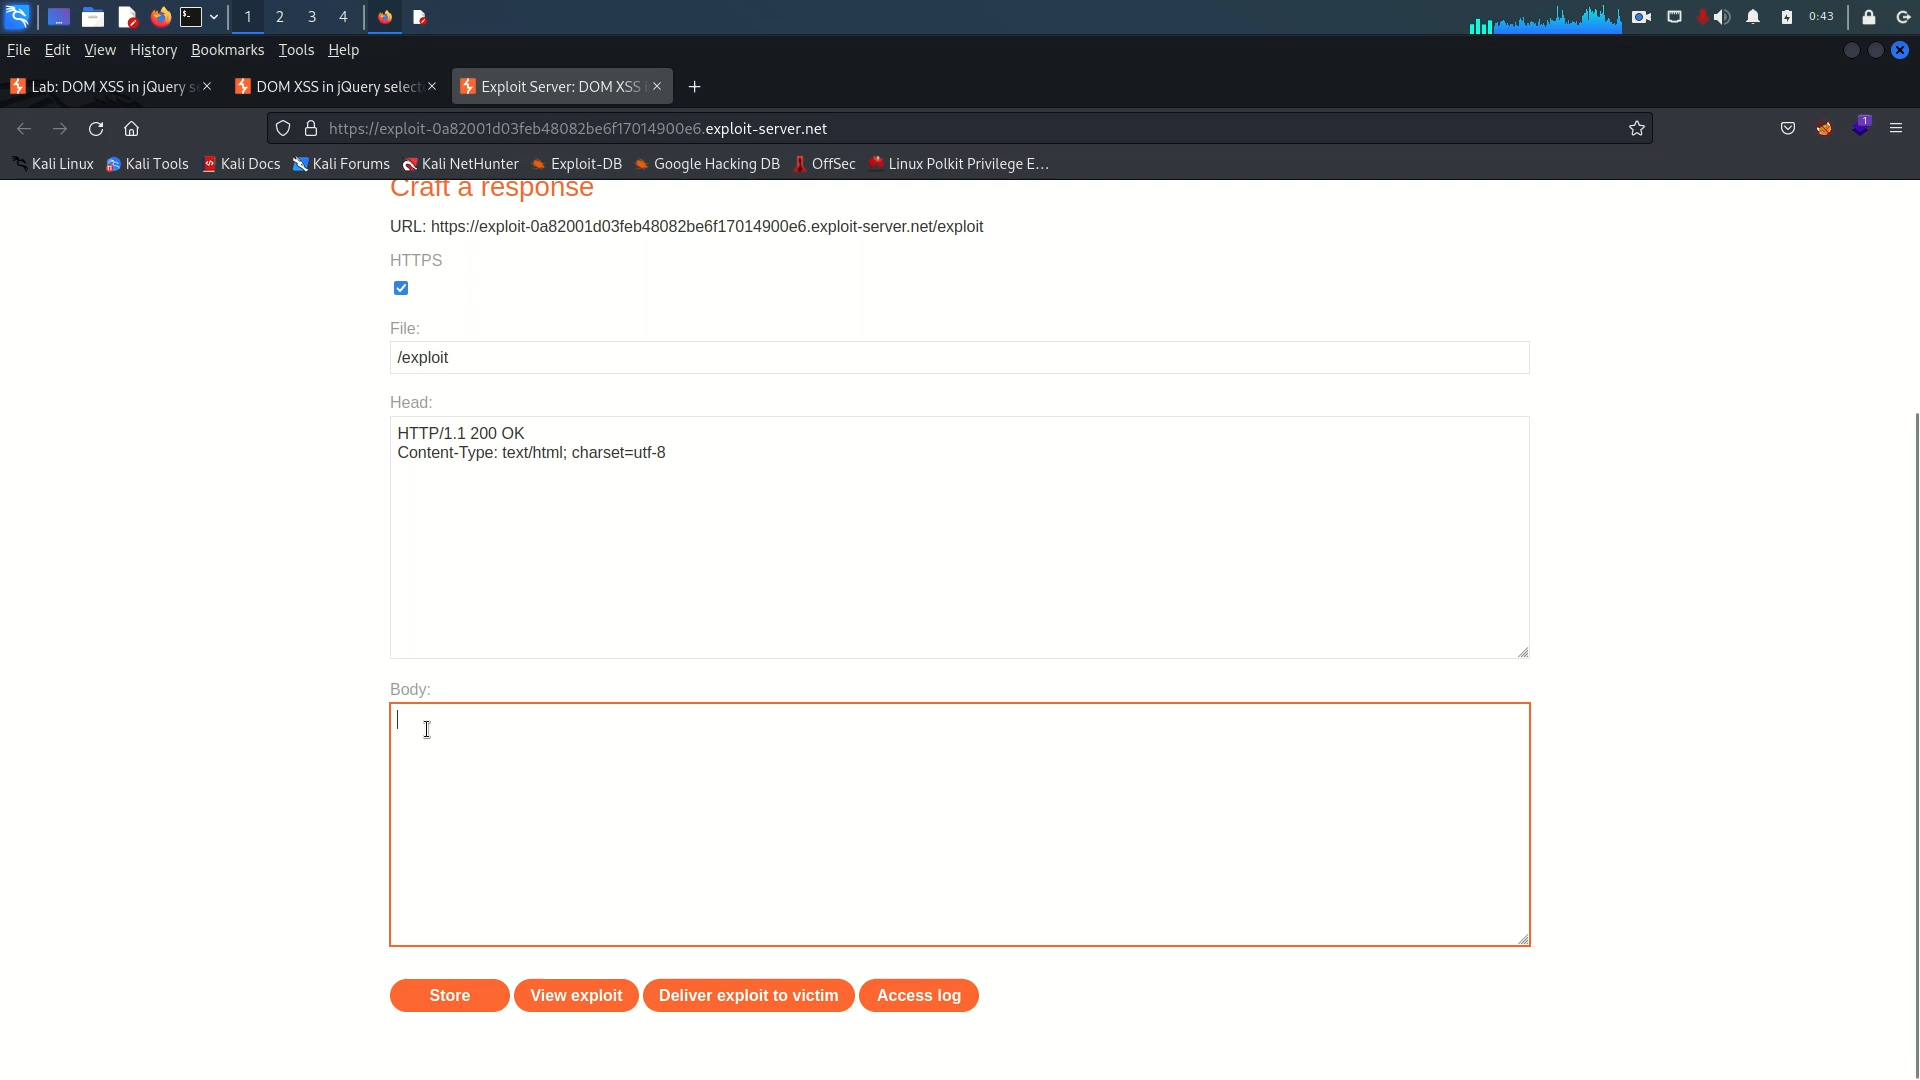 1 2 3 4 0:43
File Edit View History Bookmarks Tools Help
Lab: DOM XSS in jQuery s DOM XSS in jQuery select Exploit Server: DOM XSS
https://exploit-0a82001d03feb48082be6f17014900e6.exploit-server.net 1
Kali Linux Kali Tools Kali Docs Kali Forums Kali NetHunter Exploit-DB Google Hacking DB OffSec Linux Polkit Privilege E…
Craft a response
URL: https://exploit-0a82001d03feb48082be6f17014900e6.exploit-server.net/exploit
HTTPS
File:
/exploit
Head:
HTTP/1.1 200 OK
Content-Type: text/html; charset=utf-8
Body:
Store View exploit Deliver exploit to victim Access log